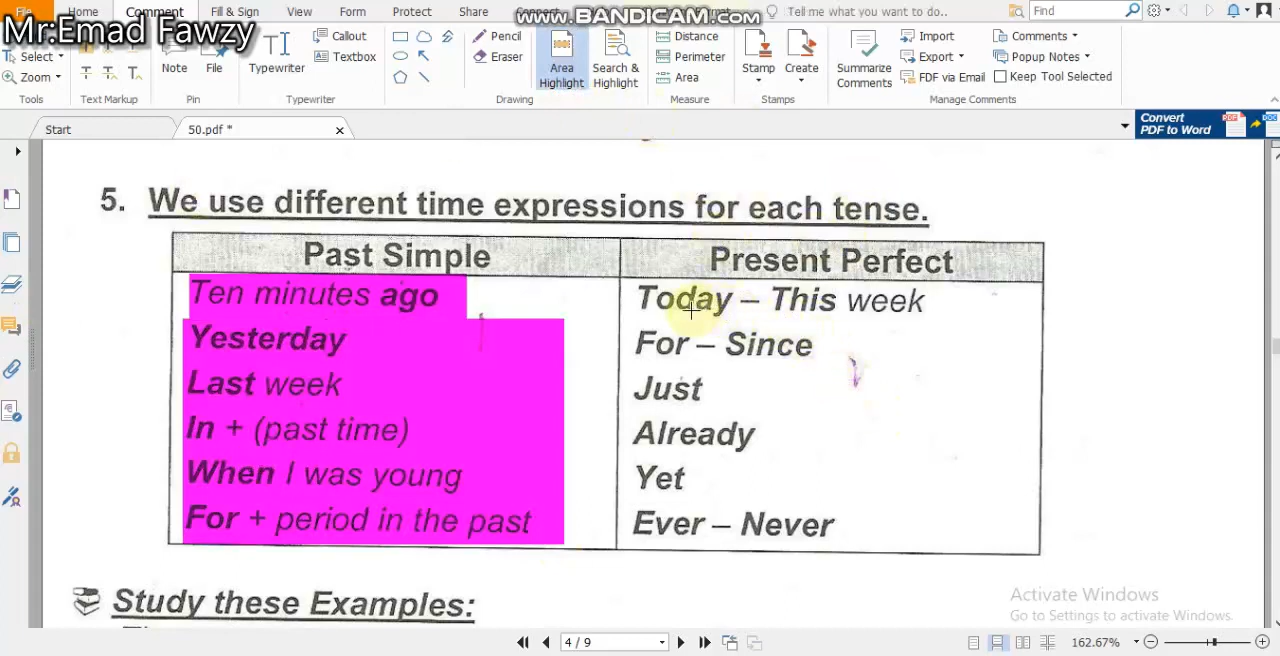 www.BANDICAM.com
Mr:Emad Fawzy
File Home Comment View Form Protect Share Fill & Sign Tell me what you want to do.. Find
Select
Zoom
Tools
Text Markup
Note
File
Pin
Typewriter
Callout
Textbox
Typewriter
Pencil
Eraser
Drawing
Area Highlight
Search & Highlight
Distance
Perimeter
Area
Measure
Stamp
Create
Stamps
Summarize Comments
Import
Export
FDF via Email
Comments
Popup Notes
Keep Tool Selected
Manage Comments
Start
50.pdf *
Convert
PDF to Word
5. We use different time expressions for each tense.
Past Simple Present Perfect
Ten minutes ago Today – This week
Yesterday For – Since
Last week Just
In + (past time) Already
When I was young Yet
For + period in the past Ever – Never
Study these Examples:
Activate Windows
Go to Settings to activate Windows.
4 / 9
162.67%